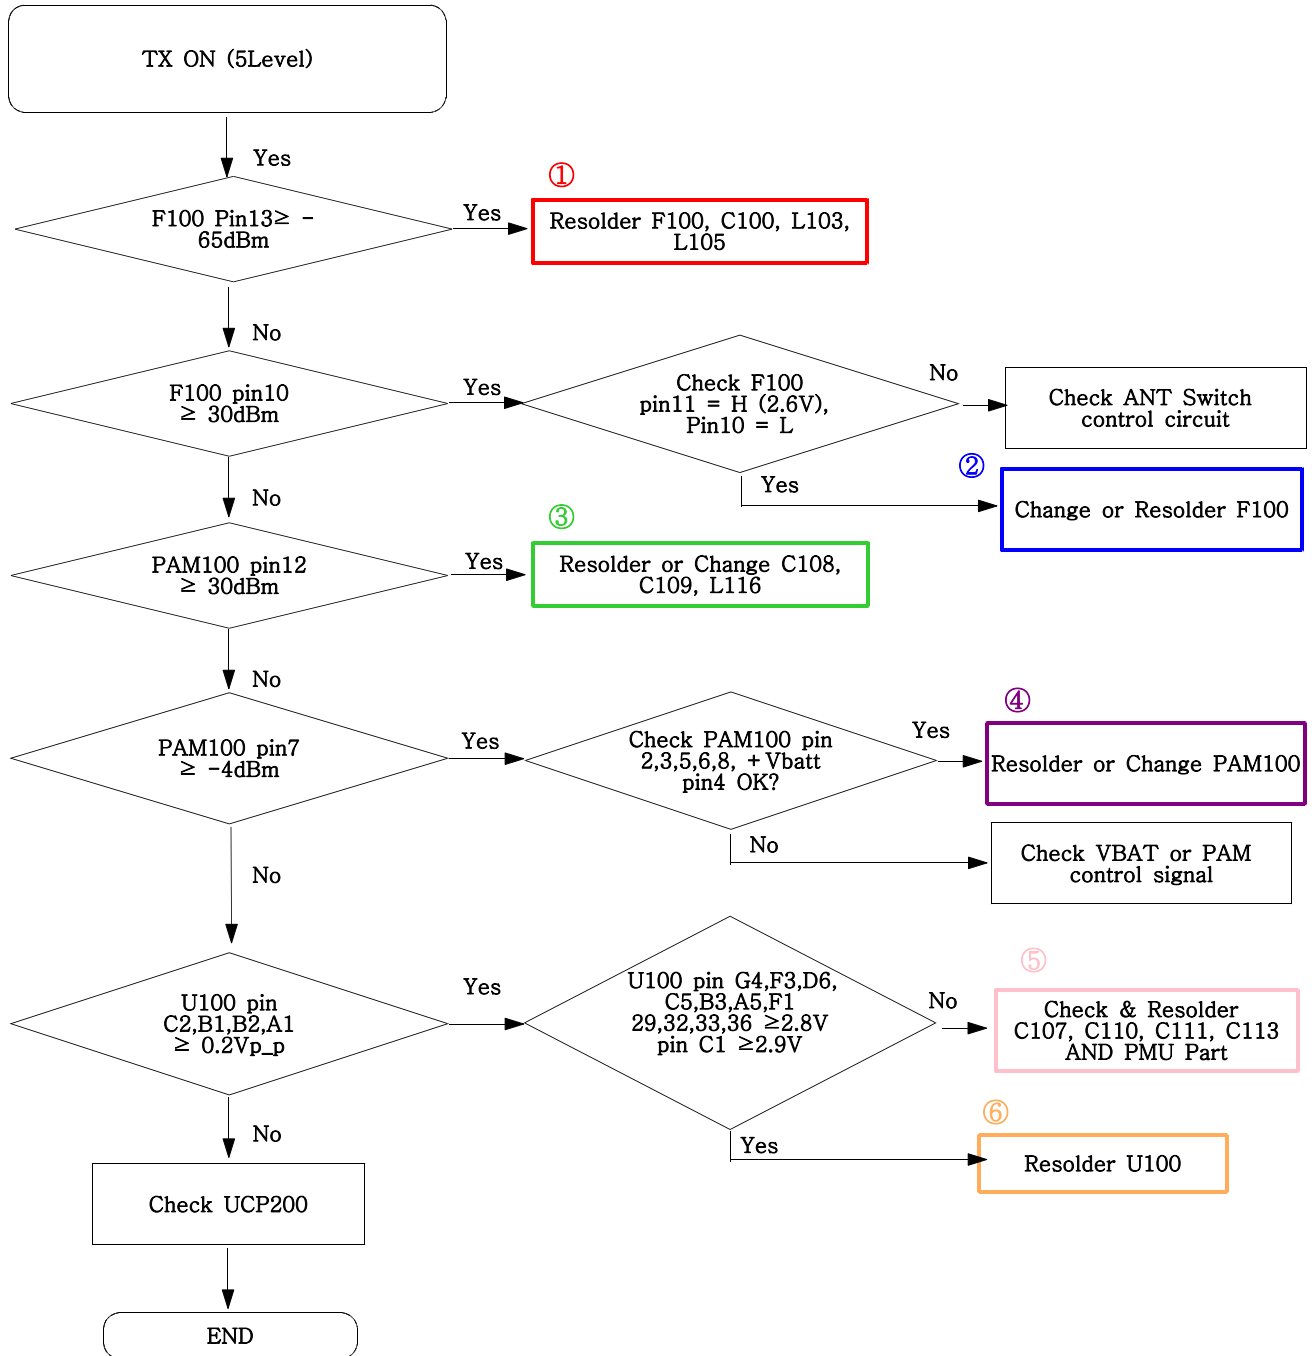 TX ON (5Level)
Yes
①
F100 Pin13≥ -
65dBm
Yes
Resolder F100, C100, L103,
L105
No
F100 pin10
≥ 30dBm
Yes
Check F100
pin11 = H (2.6V),
Pin10 = L
No
Check ANT Switch
control circuit
Yes
②
Change or Resolder F100
No
③
PAM100 pin12
≥ 30dBm
Yes
Resolder or Change C108,
C109, L116
No
④
PAM100 pin7
≥ -4dBm
Yes
Check PAM100 pin
2,3,5,6,8, +Vbatt
pin4 OK?
Yes
Resolder or Change PAM100
No
Check VBAT or PAM
control signal
No
⑤
U100 pin
C2,B1,B2,A1
≥ 0.2Vp_p
Yes
U100 pin G4,F3,D6,
C5,B3,A5,F1
29,32,33,36 ≥2.8V
pin C1 ≥2.9V
No
Check & Resolder
C107, C110, C111, C113
AND PMU Part
⑥
Yes
Resolder U100
No
Check UCP200
END